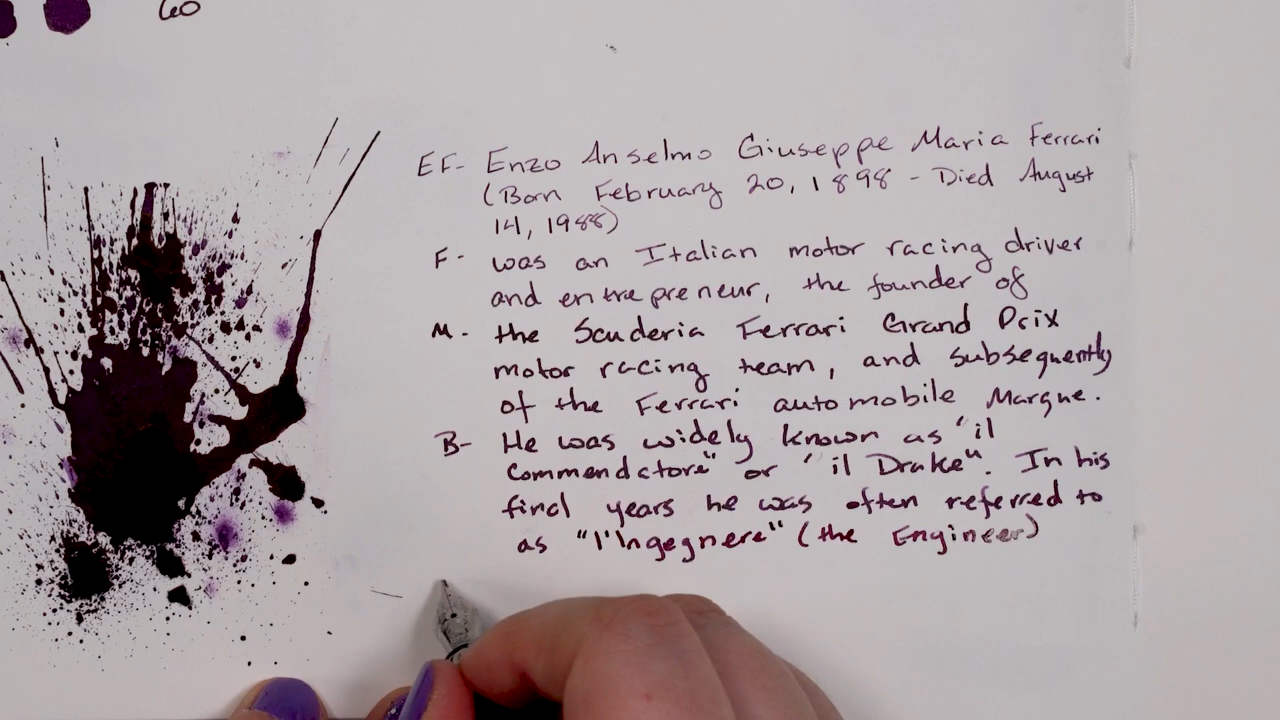 60
EF- Enzo Anselmo Giuseppe Maria Ferrari
(Born February 20, 1898 - Died August
14, 1988)
F- was an Italian motor racing driver
and entrepreneur, the founder of
M- the Scuderia Ferrari Grand Prix
motor racing team, and subsequently
of the Ferrari automobile Marque.
B- He was widely known as 'il
Commendatore" or 'il Drake". In his
final years he was often referred to
as "l'Ingegnere" (the Engineer)